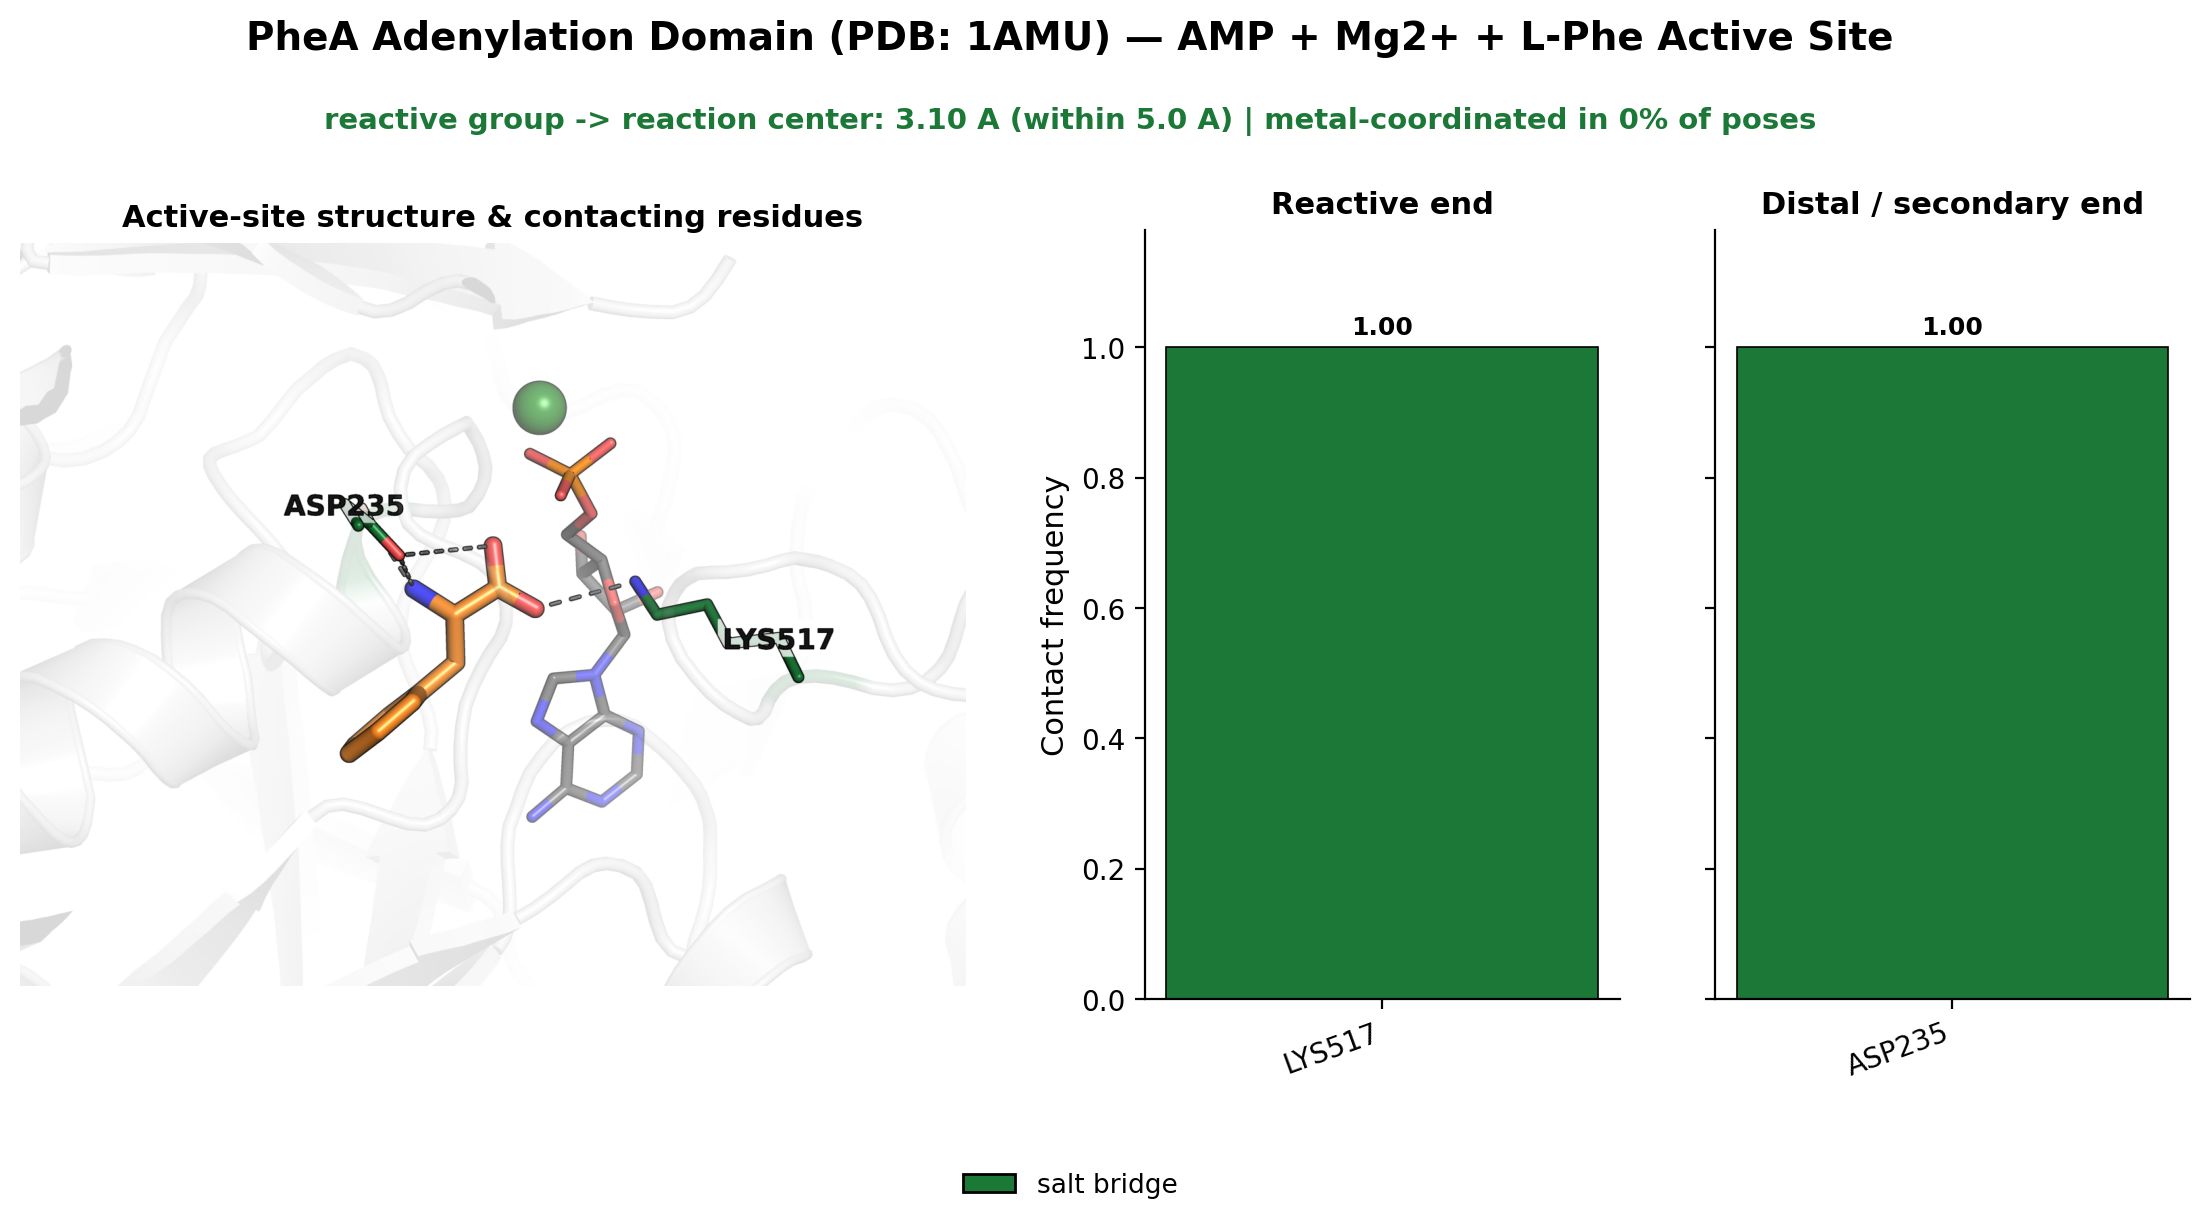 PheA Adenylation Domain (PDB: 1AMU) — AMP + Mg2+ + L-Phe Active Site
reactive group -> reaction center: 3.10 A (within 5.0 A) | metal-coordinated in 0% of poses
Active-site structure & contacting residues
ASP235
LYS517
Reactive end
Contact frequency
1.0
0.8
0.6
0.4
0.2
0.0
1.00
LYS517
Distal / secondary end
1.00
ASP235
salt bridge